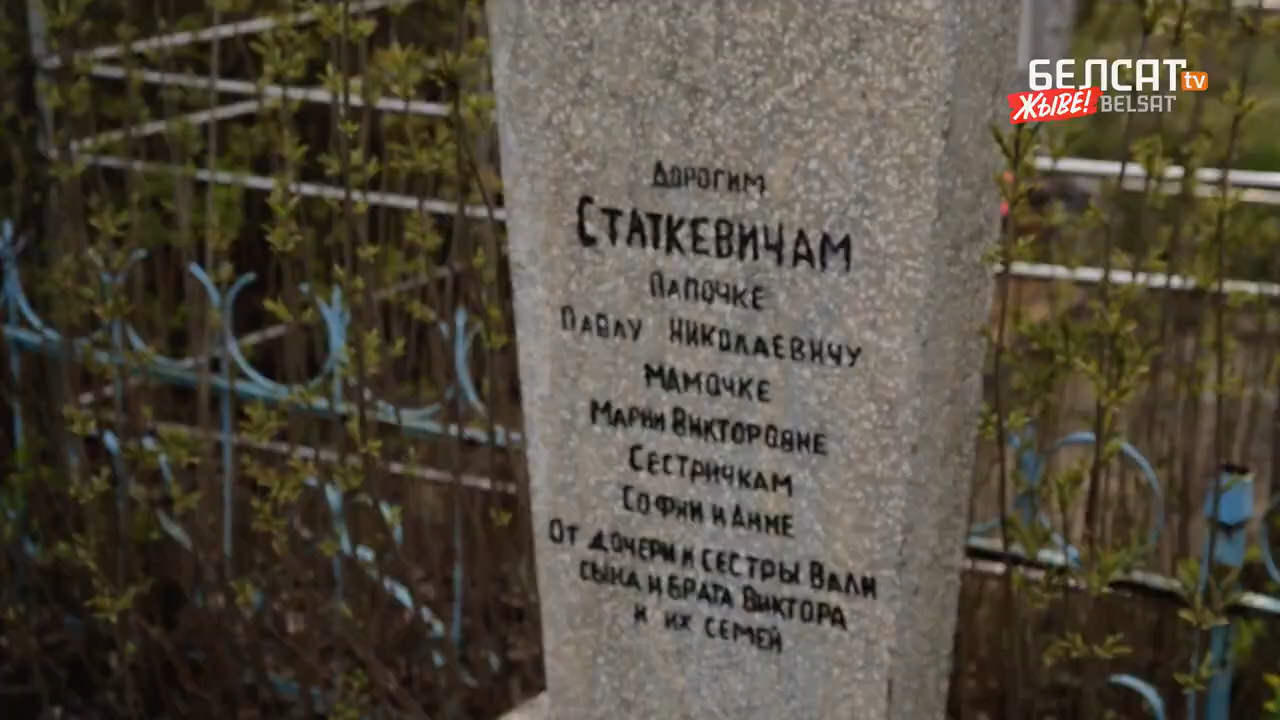 БЕЛСАТ tv
ЖЫВЕ! BELSAT
Дорогим
Статкевичам
Папочке
Павлу Николаевичу
Мамочке
Марии Викторовне
Сестричкам
Софии и Анне
От дочери и сестры Вали
сына и брата Виктора
и их семей